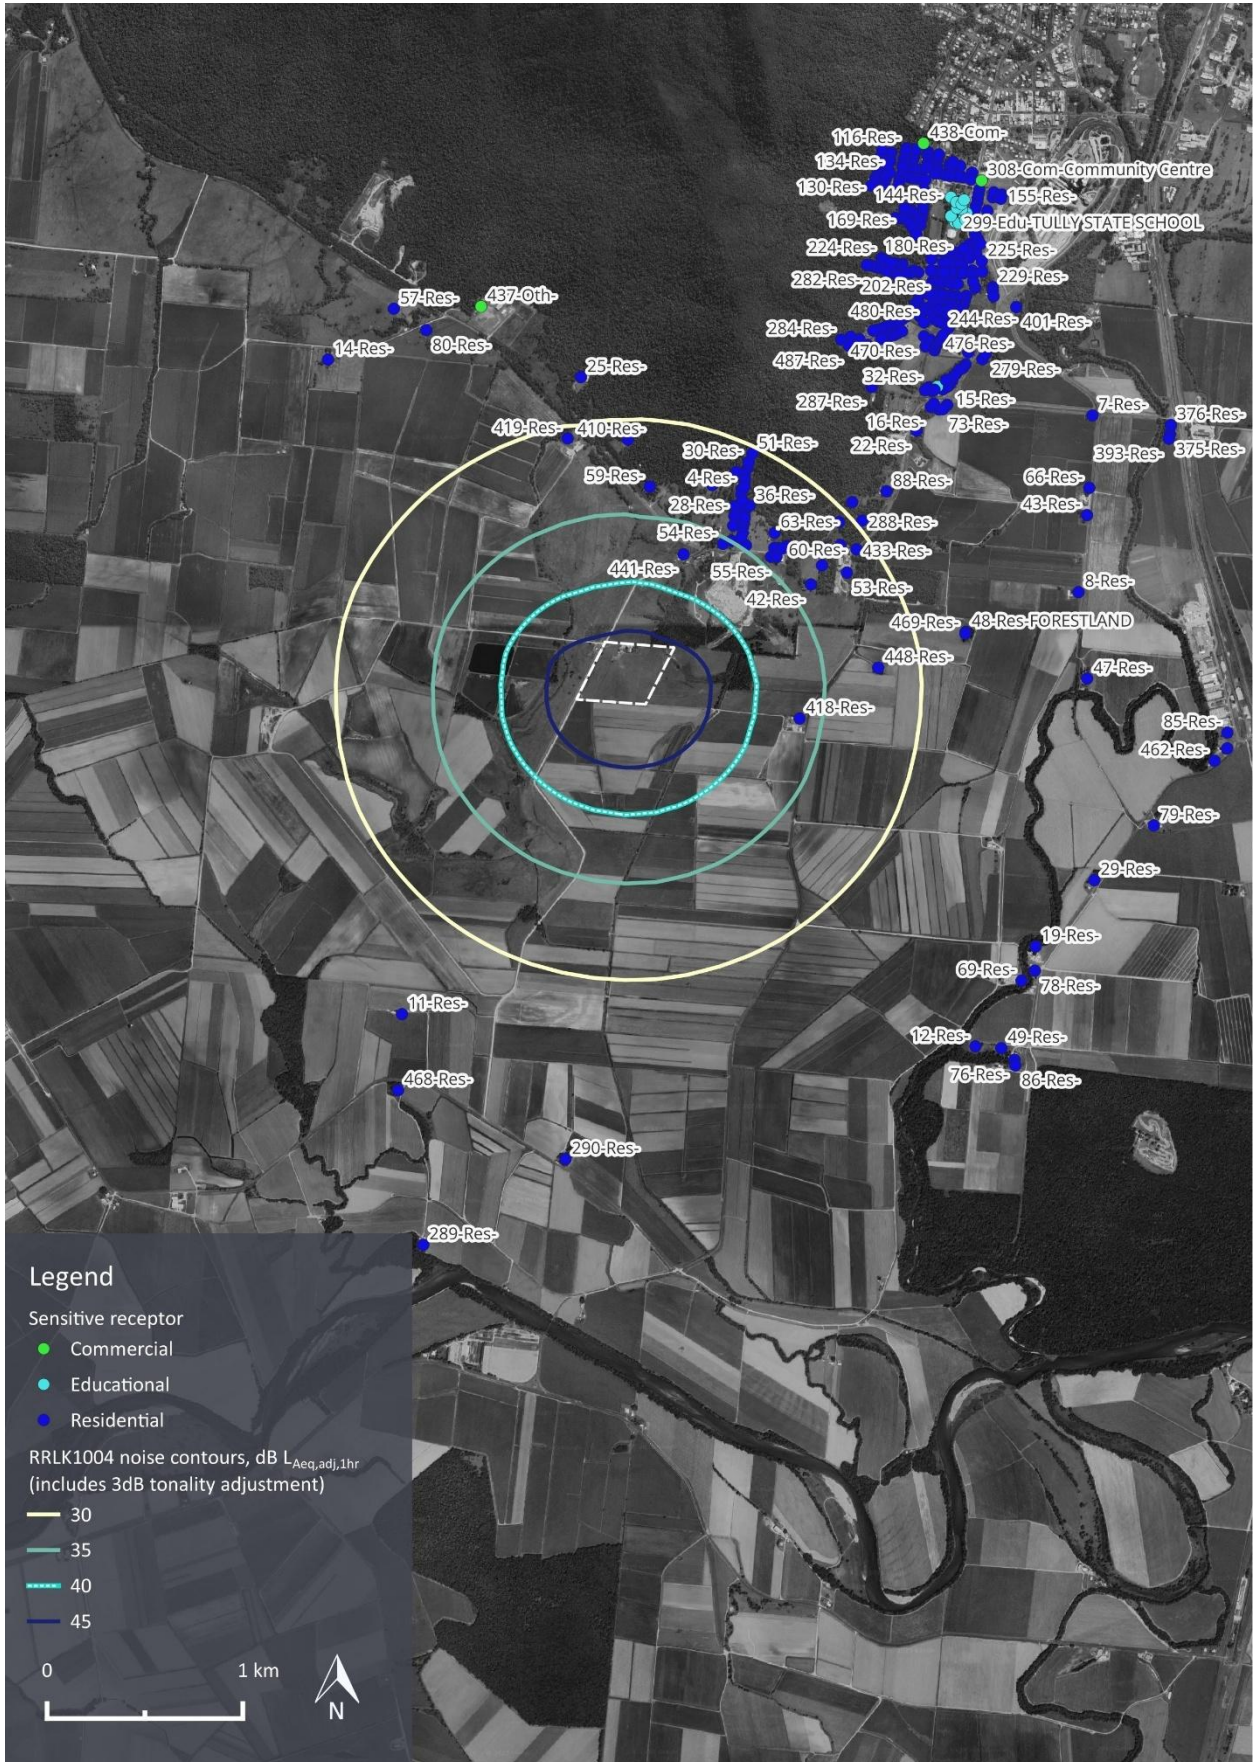 116-Res-
438-Com-
134-Res-
308-Com-Community Centre
130-Res-
144-Res-
155-Res-
169-Res-
299-Edu-TULLY STATE SCHOOL
224-Res-
180-Res-
225-Res-
282-Res-
202-Res-
229-Res-
57-Res-
437-Oth-
480-Res-
244-Res-
401-Res-
284-Res-
80-Res-
14-Res-
487-Res-
470-Res-
476-Res-
25-Res-
32-Res-
279-Res-
287-Res-
15-Res-
16-Res-
73-Res-
7-Res-
376-Res-
419-Res-
410-Res-
51-Res-
22-Res-
30-Res-
393-Res-
375-Res-
59-Res-
4-Res-
88-Res-
66-Res-
36-Res-
28-Res-
43-Res-
63-Res-
288-Res-
54-Res-
60-Res-
433-Res-
441-Res-
55-Res-
53-Res-
42-Res-
8-Res-
469-Res-
48-Res-FORESTLAND
448-Res-
47-Res-
418-Res-
85-Res-
462-Res-
79-Res-
29-Res-
19-Res-
69-Res-
78-Res-
11-Res-
12-Res-
49-Res-
76-Res-
86-Res-
468-Res-
290-Res-
289-Res-
Legend
Sensitive receptor
Commercial
Educational
Residential
RRLK1004 noise contours, dB LAeq,adj,1hr
(includes 3dB tonality adjustment)
30
35
40
45
0 1 km
N